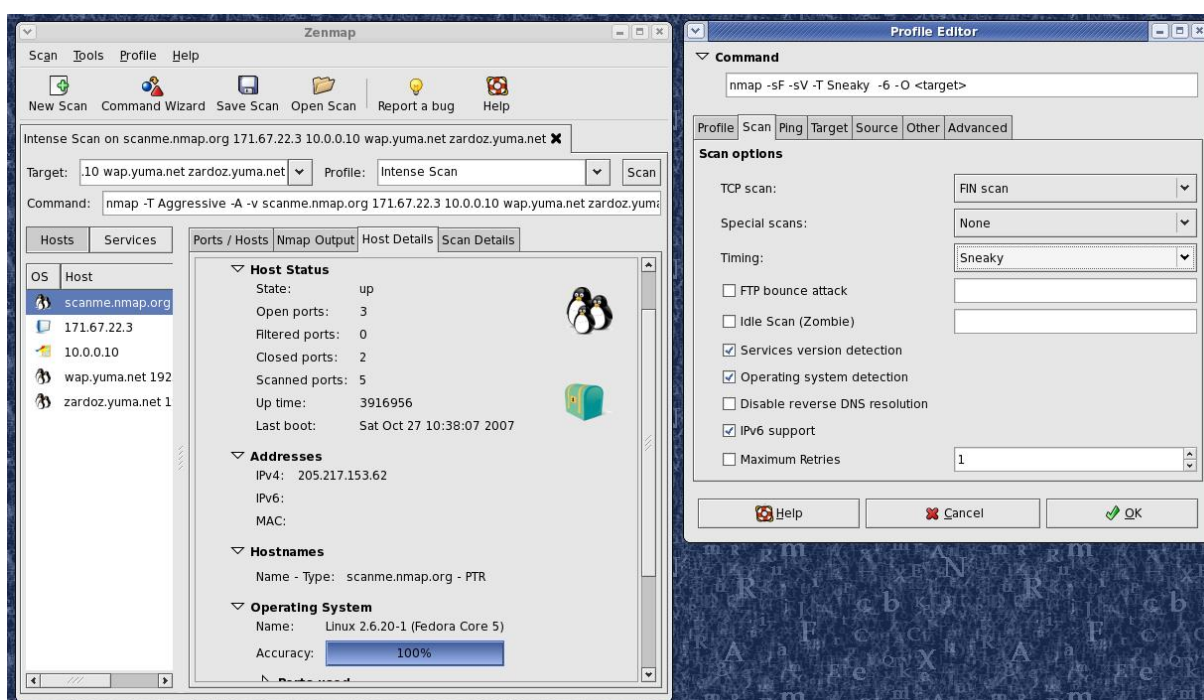 Zenmap
Scan Tools Profile Help
New Scan Command Wizard Save Scan Open Scan Report a bug Help
Intense Scan on scanme.nmap.org 171.67.22.3 10.0.0.10 wap.yuma.net zardoz.yuma.net
Target: .10 wap.yuma.net zardoz.yuma.net Profile: Intense Scan Scan
Command: nmap -T Aggressive -A -v scanme.nmap.org 171.67.22.3 10.0.0.10 wap.yuma.net zardoz.yuma
Hosts Services
OS Host
scanme.nmap.org
171.67.22.3
10.0.0.10
wap.yuma.net 192
zardoz.yuma.net 1
Ports / Hosts Nmap Output Host Details Scan Details
Host Status
State: up
Open ports: 3
Filtered ports: 0
Closed ports: 2
Scanned ports: 5
Up time: 3916956
Last boot: Sat Oct 27 10:38:07 2007
Addresses
IPv4: 205.217.153.62
IPv6:
MAC:
Hostnames
Name - Type: scanme.nmap.org - PTR
Operating System
Name: Linux 2.6.20-1 (Fedora Core 5)
Accuracy: 100%
Profile Editor
Command
nmap -sF -sV -T Sneaky -6 -O <target>
Profile Scan Ping Target Source Other Advanced
Scan options
TCP scan: FIN scan
Special scans: None
Timing: Sneaky
FTP bounce attack
Idle Scan (Zombie)
Services version detection
Operating system detection
Disable reverse DNS resolution
IPv6 support
Maximum Retries 1
Help Cancel OK